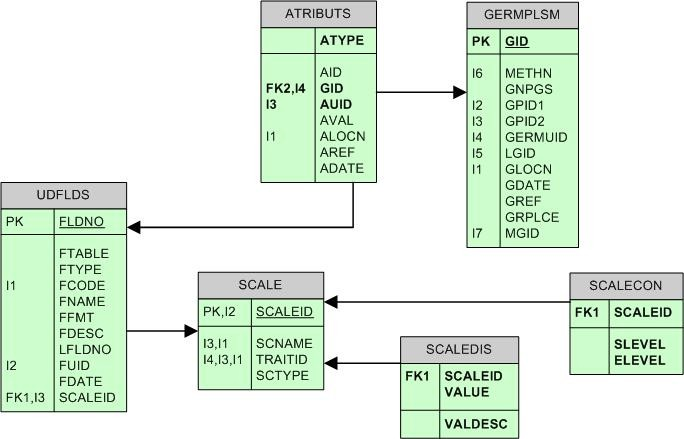 ATRIBUTS
ATYPE
AID
FK2,I4 GID
I3 AUID
AVAL
I1 ALOCN
AREF
ADATE
GERMPLSM
PK GID
I6 METHN
GNPGS
I2 GPID1
I3 GPID2
I4 GERMUID
I5 LGID
I1 GLOCN
GDATE
GREF
GRPLCE
I7 MGID
UDFLDS
PK FLDNO
FTABLE
FTYPE
I1 FCODE
FNAME
FFMT
FDESC
LFLDNO
I2 FUID
FDATE
FK1,I3 SCALEID
SCALE
PK,I2 SCALEID
I3,I1 SCNAME
I4,I3,I1 TRAITID
SCTYPE
SCALEDIS
FK1 SCALEID
VALUE
VALDESC
SCALECON
FK1 SCALEID
SLEVEL
ELEVEL